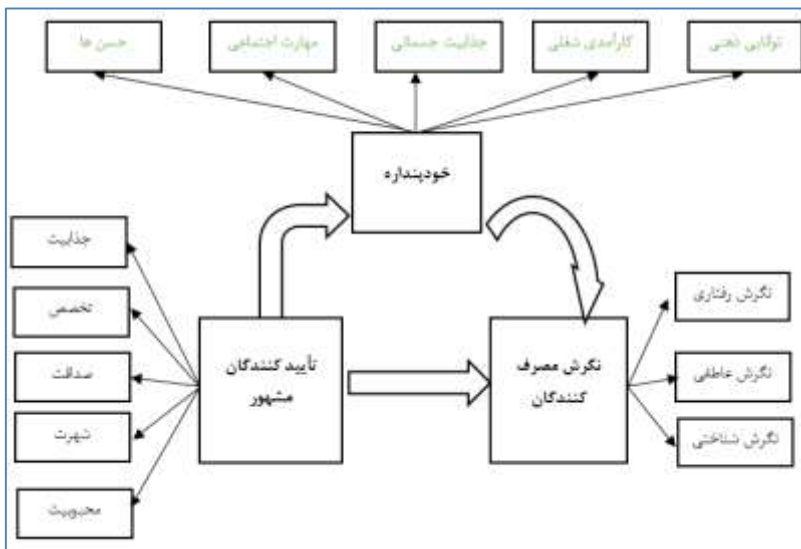 توانایی ذهنی
کارآمدی شغلی
جذابیت جسمانی
مهارت اجتماعی
حسن ها
خودپنداره
جذابیت
تخصص
صداقت
شهرت
محبوبیت
تأیید کنندگان
مشهور
نگرش مصرف
کنندگان
نگرش رفتاری
نگرش عاطفی
نگرش شناختی